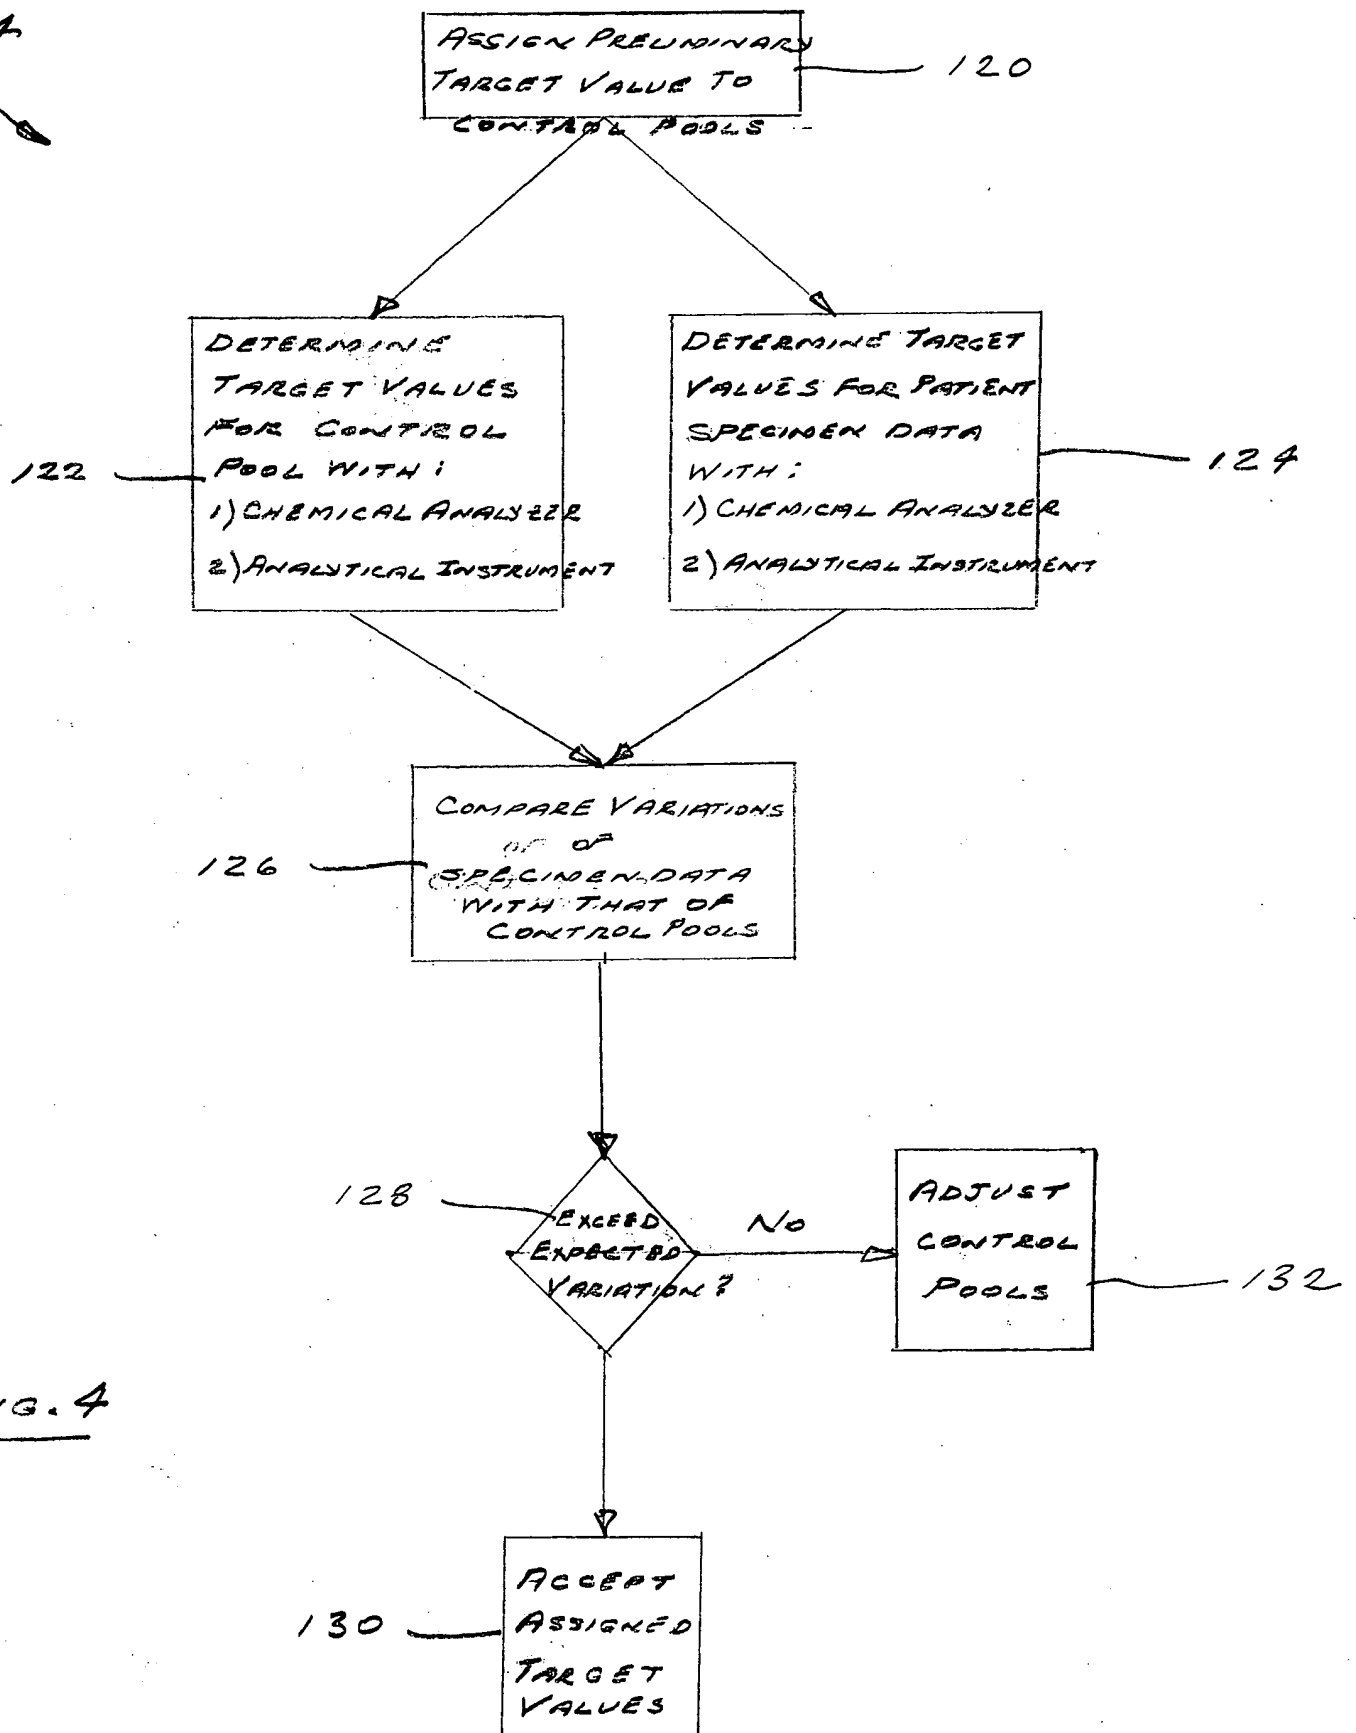 ASSIGN PRELIMINARY
TARGET VALUE TO
CONTROL POOLS
120
DETERMINE
TARGET VALUES
FOR CONTROL
POOL WITH:
1) CHEMICAL ANALYZER
2) ANALYTICAL INSTRUMENT
122
DETERMINE TARGET
VALUES FOR PATIENT
SPECIMEN DATA
WITH:
1) CHEMICAL ANALYZER
2) ANALYTICAL INSTRUMENT
124
COMPARE VARIATIONS
OF
SPECIMEN DATA
WITH THAT OF
CONTROL POOLS
126
128
EXCEED
EXPECTED
VARIATION?
NO
ADJUST
CONTROL
POOLS
132
G. 4
ACCEPT
ASSIGNED
TARGET
VALUES
130